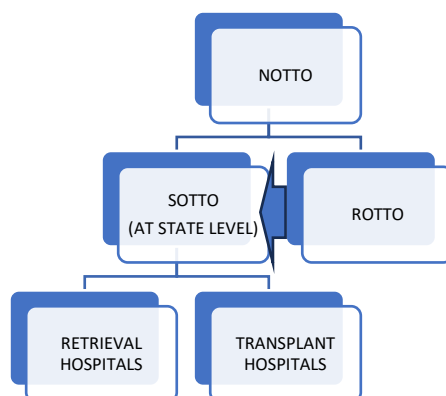 NOTTO
SOTTO
(AT STATE LEVEL)
ROTTO
RETRIEVAL
HOSPITALS
TRANSPLANT
HOSPITALS